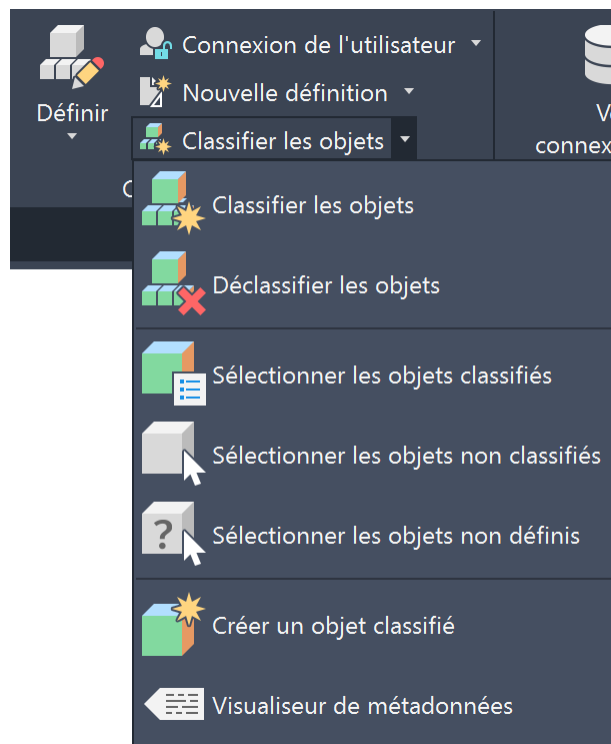 Connexion de l'utilisateur
Nouvelle définition
Définir
Classifier les objets
connex
Classifier les objets
Déclassifier les objets
Sélectionner les objets classifiés
Sélectionner les objets non classifiés
?
Sélectionner les objets non définis
Créer un objet classifié
Visualiseur de métadonnées